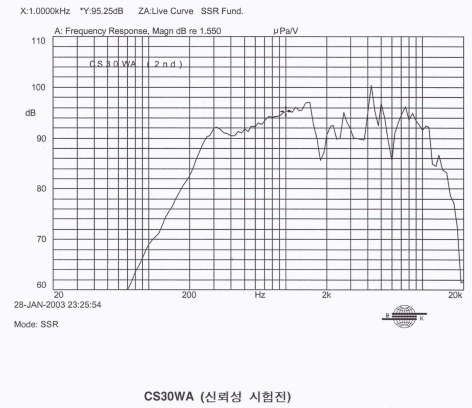 X:1.0000kHz *Y:95.25dB ZA:Live Curve SSR Fund.
A: Frequency Response, Magn dB re 1.550 µPa/V
110
CS30WA (2nd)
100
dB
90
80
70
60
20 200 Hz 2k 20k
28-JAN-2003 23:25:54
B K
Mode: SSR
CS30WA (신뢰성 시험전)